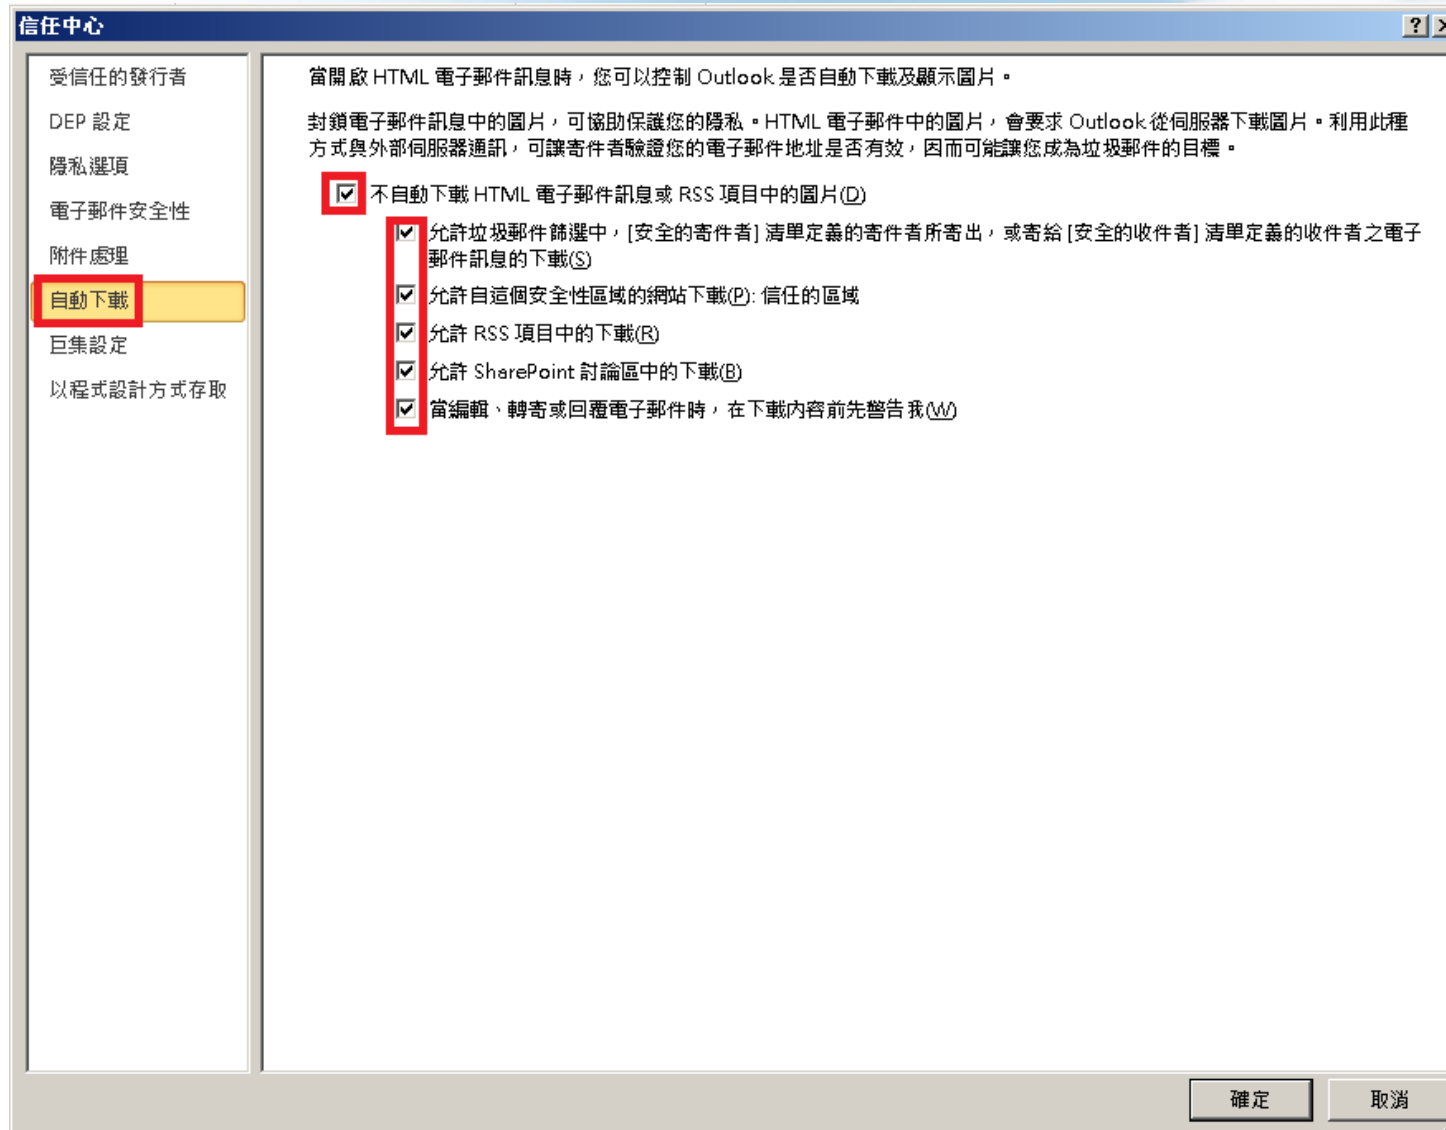 信任中心
受信任的發行者
DEP 設定
隱私選項
電子郵件安全性
附件處理
自動下載
巨集設定
以程式設計方式存取
當開啟 HTML 電子郵件訊息時，您可以控制 Outlook 是否自動下載及顯示圖片。
封鎖電子郵件訊息中的圖片，可協助保護您的隱私。HTML 電子郵件中的圖片，會要求 Outlook 從伺服器下載圖片。利用此種
方式與外部伺服器通訊，可讓寄件者驗證您的電子郵件地址是否有效，因而可能讓您成為垃圾郵件的目標。
不自動下載 HTML 電子郵件訊息或 RSS 項目中的圖片(D)
允許垃圾郵件篩選中，[安全的寄件者] 清單定義的寄件者所寄出，或寄給 [安全的收件者] 清單定義的收件者之電子
郵件訊息的下載(S)
允許自這個安全性區域的網站下載(P): 信任的區域
允許 RSS 項目中的下載(R)
允許 SharePoint 討論區中的下載(B)
當編輯、轉寄或回覆電子郵件時，在下載內容前先警告我(W)
確定
取消